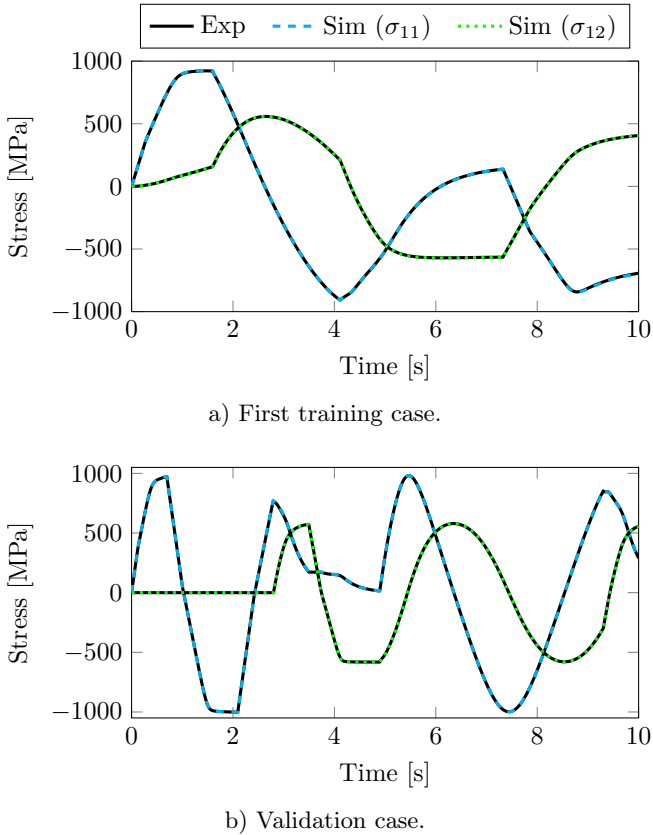 Exp Sim (σ11) Sim (σ12)
1000
500
0
−500
−1000
Stress [MPa]
0 2 4 6 8 10
Time [s]
a) First training case.
1000
500
0
−500
−1000
Stress [MPa]
0 2 4 6 8 10
Time [s]
b) Validation case.